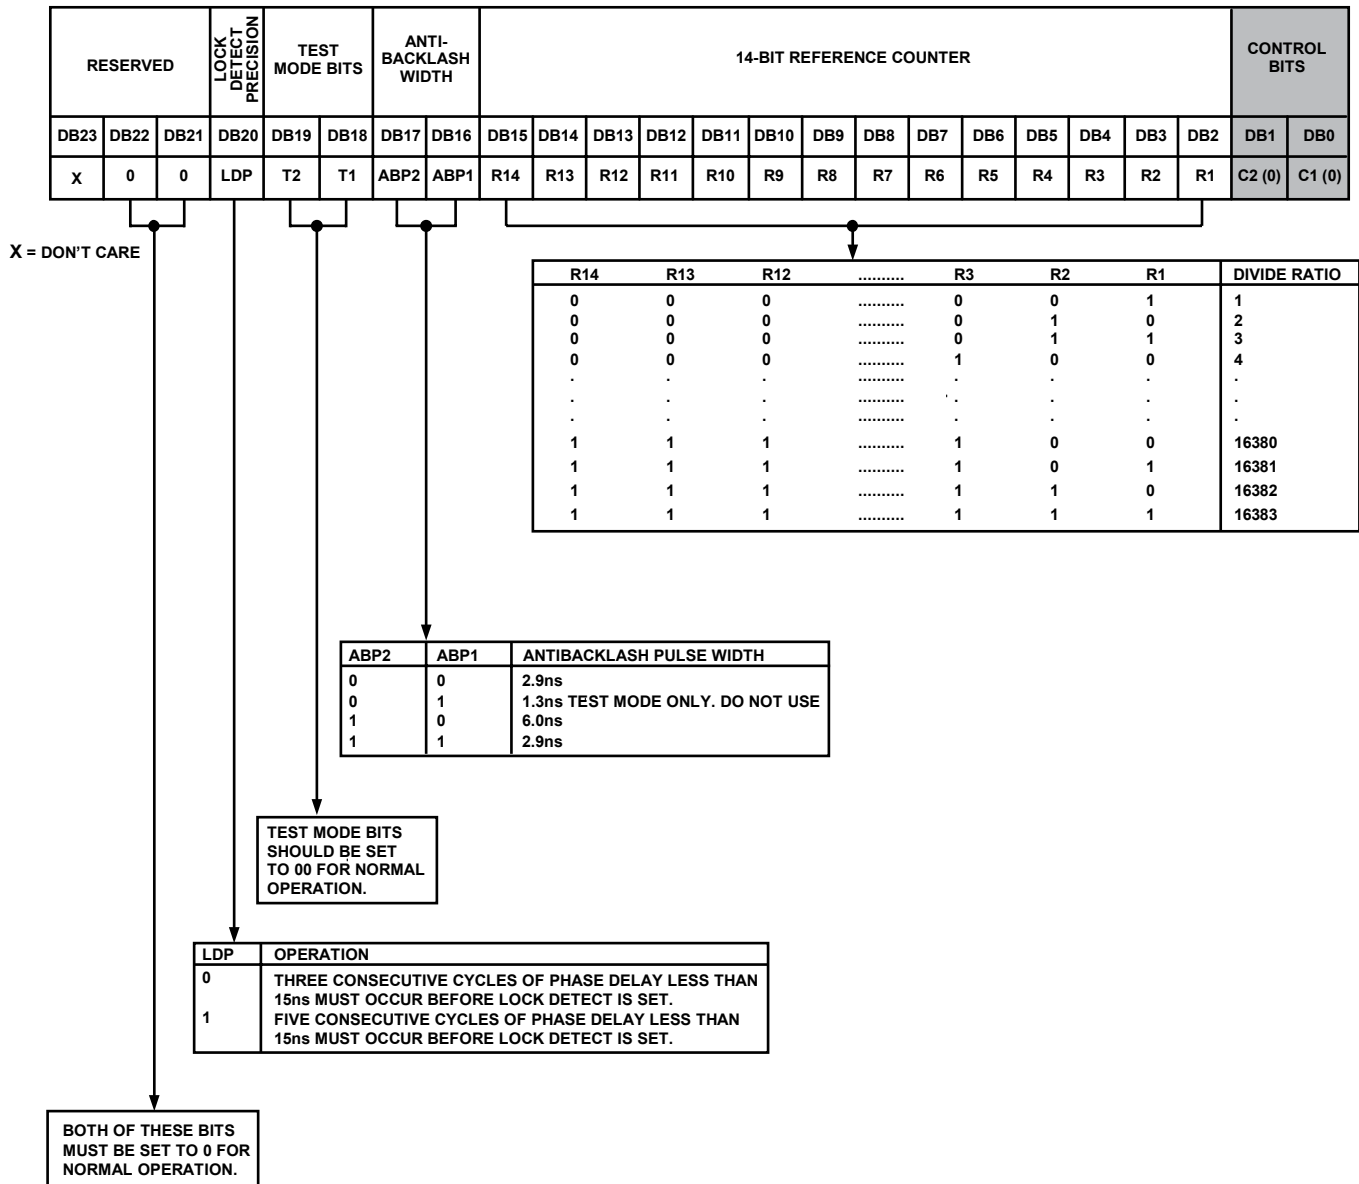 RESERVED
LOCK
DETECT
PRECISION
TEST
MODE BITS
ANTI-
BACKLASH
WIDTH
14-BIT REFERENCE COUNTER
CONTROL
BITS
DB23 DB22 DB21 DB20 DB19 DB18 DB17 DB16 DB15 DB14 DB13 DB12 DB11 DB10 DB9 DB8 DB7 DB6 DB5 DB4 DB3 DB2 DB1 DB0
X 0 0 LDP T2 T1 ABP2 ABP1 R14 R13 R12 R11 R10 R9 R8 R7 R6 R5 R4 R3 R2 R1 C2 (0) C1 (0)
X = DON'T CARE
R14 R13 R12 .......... R3 R2 R1 DIVIDE RATIO
0 0 0 .......... 0 0 1 1
0 0 0 .......... 0 1 0 2
0 0 0 .......... 0 1 1 3
0 0 0 .......... 1 0 0 4
. . . .......... . . . .
. . . .......... . . . .
. . . .......... . . . .
1 1 1 .......... 1 0 0 16380
1 1 1 .......... 1 0 1 16381
1 1 1 .......... 1 1 0 16382
1 1 1 .......... 1 1 1 16383
ABP2 ABP1 ANTIBACKLASH PULSE WIDTH
0 0 2.9ns
0 1 1.3ns TEST MODE ONLY. DO NOT USE
1 0 6.0ns
1 1 2.9ns
TEST MODE BITS
SHOULD BE SET
TO 00 FOR NORMAL
OPERATION.
LDP OPERATION
0 THREE CONSECUTIVE CYCLES OF PHASE DELAY LESS THAN
15ns MUST OCCUR BEFORE LOCK DETECT IS SET.
1 FIVE CONSECUTIVE CYCLES OF PHASE DELAY LESS THAN
15ns MUST OCCUR BEFORE LOCK DETECT IS SET.
BOTH OF THESE BITS
MUST BE SET TO 0 FOR
NORMAL OPERATION.